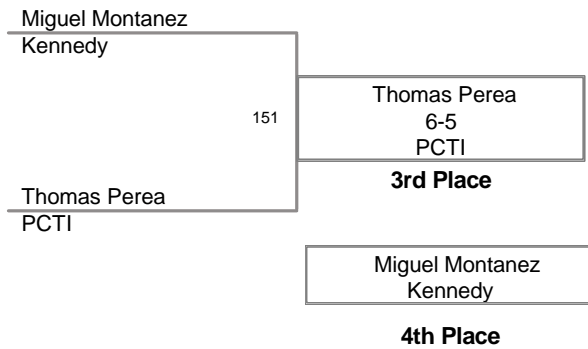 Miguel Montanez
Kennedy
151
Thomas Perea
6-5
PCTI
3rd Place
Thomas Perea
PCTI
Miguel Montanez
Kennedy
4th Place